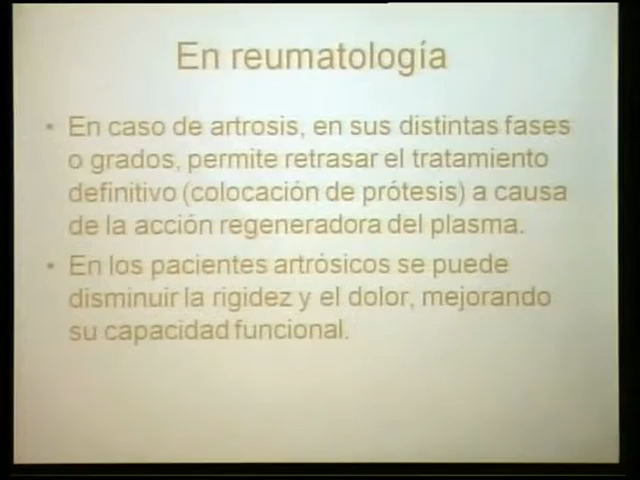 En reumatología
• En caso de artrosis, en sus distintas fases
o grados, permite retrasar el tratamiento
definitivo (colocación de prótesis) a causa
de la acción regeneradora del plasma.
• En los pacientes artrósicos se puede
disminuir la rigidez y el dolor, mejorando
su capacidad funcional.